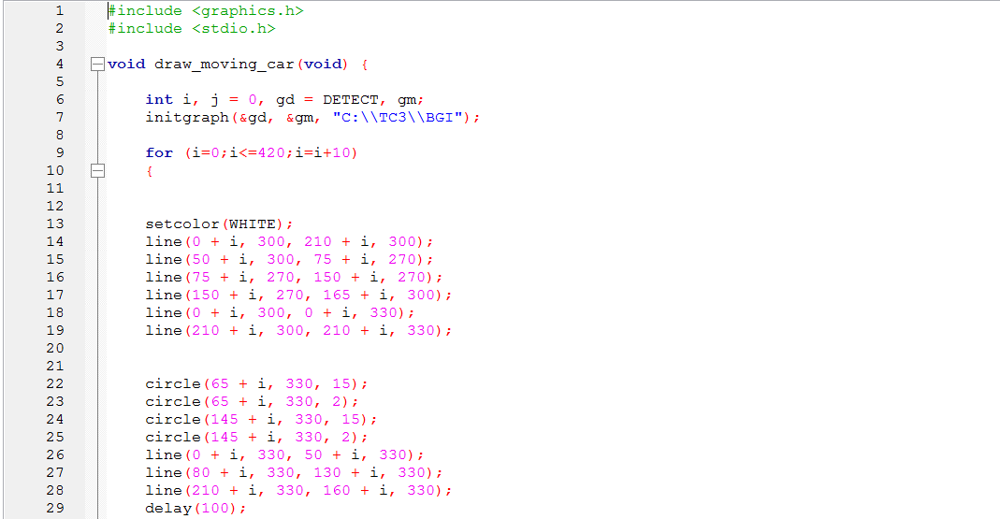 1 #include <graphics.h>
2 #include <stdio.h>
3
4 void draw_moving_car(void) {
5
6 int i, j = 0, gd = DETECT, gm;
7 initgraph(&gd, &gm, "C:\\TC3\\BGI");
8
9 for (i=0;i<=420;i=i+10)
10 {
11
12
13 setcolor(WHITE);
14 line(0 + i, 300, 210 + i, 300);
15 line(50 + i, 300, 75 + i, 270);
16 line(75 + i, 270, 150 + i, 270);
17 line(150 + i, 270, 165 + i, 300);
18 line(0 + i, 300, 0 + i, 330);
19 line(210 + i, 300, 210 + i, 330);
20
21
22 circle(65 + i, 330, 15);
23 circle(65 + i, 330, 2);
24 circle(145 + i, 330, 15);
25 circle(145 + i, 330, 2);
26 line(0 + i, 330, 50 + i, 330);
27 line(80 + i, 330, 130 + i, 330);
28 line(210 + i, 330, 160 + i, 330);
29 delay(100);